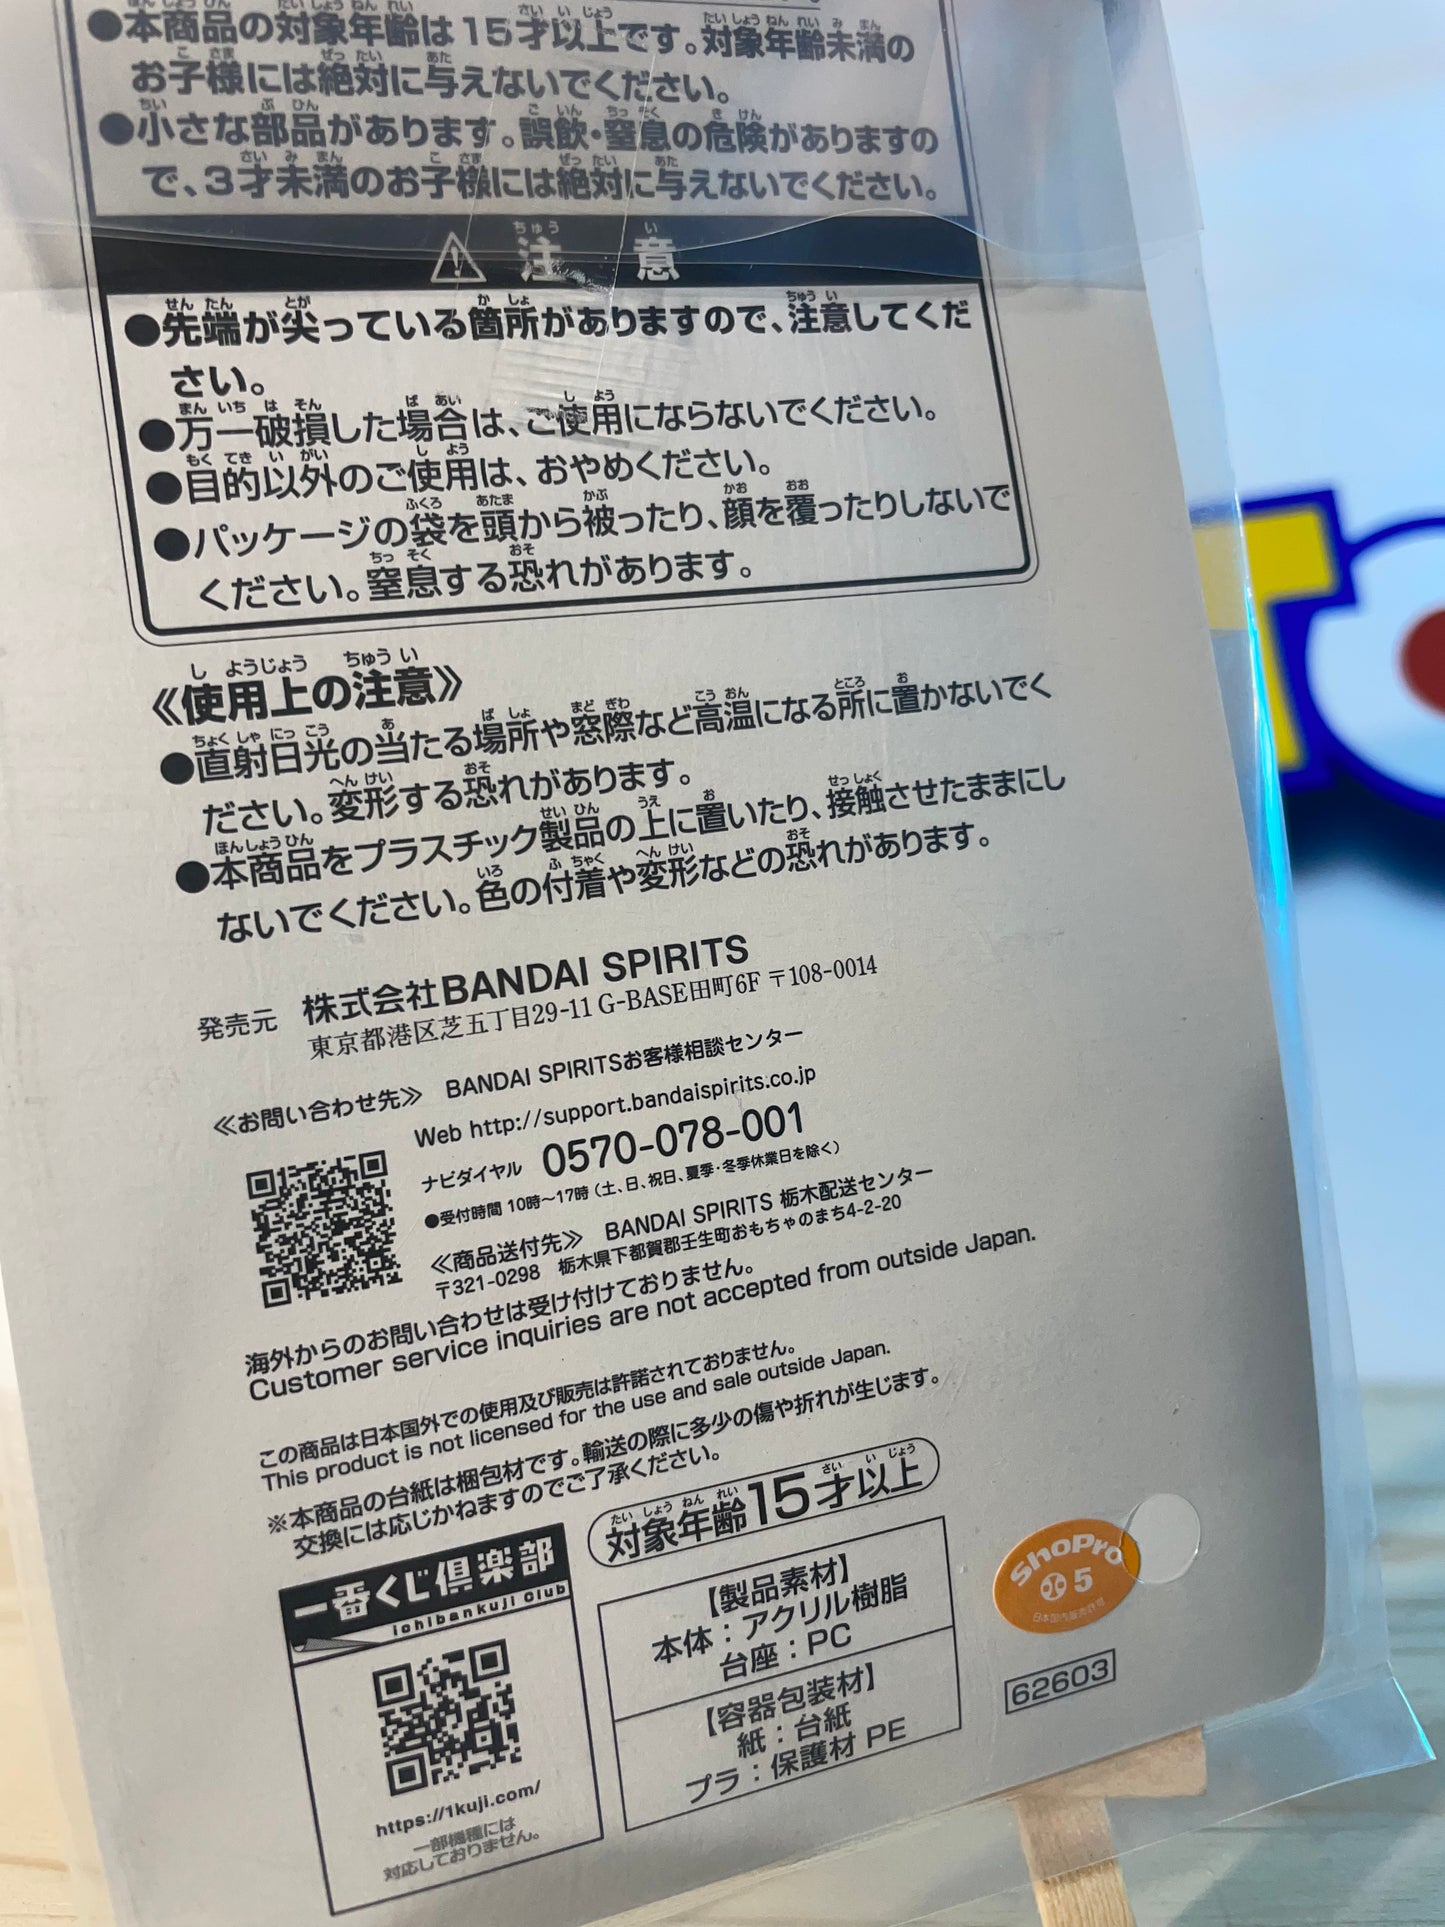 ●本商品の対象年齢は15才以上です。対象年齢未満の
お子様には絶対に与えないでください。
●小さな部品があります。誤飲・窒息の危険がありますの
で、3才未満のお子様には絶対に与えないでください。
注意
●先端が尖っている箇所がありますので、注意してくだ
さい。
●万一破損した場合は、ご使用にならないでください。
●目的以外のご使用は、おやめください。
●パッケージの袋を頭から被ったり、顔を覆ったりしないで
ください。窒息する恐れがあります。
《使用上の注意》
●直射日光の当たる場所や窓際など高温になる所に置かないでく
ださい。変形する恐れがあります。
●本商品をプラスチック製品の上に置いたり、接触させたままにし
ないでください。色の付着や変形などの恐れがあります。
発売元 株式会社BANDAI SPIRITS
東京都港区芝五丁目29-11 G-BASE田町6F 〒108-0014
≪お問い合わせ先≫ BANDAI SPIRITSお客様相談センター
Web http://support.bandaispirits.co.jp
ナビダイヤル 0570-078-001
●受付時間 10時〜17時（土、日、祝日、夏季・冬季休業日を除く）
≪商品送付先≫ BANDAI SPIRITS 栃木配送センター
〒321-0298 栃木県下都賀郡壬生町おもちゃのまち4-2-20
海外からのお問い合わせは受け付けておりません。
Customer service inquiries are not accepted from outside Japan.
この商品は日本国外での使用及び販売は許諾されておりません。
This product is not licensed for the use and sale outside Japan.
※本商品の台紙は梱包材です。輸送の際に多少の傷や折れが生じます。
交換には応じかねますのでご了承ください。
対象年齢15才以上
一番くじ倶楽部
ichibankuji club
https://1kuji.com/
一部機種には
対応しておりません。
【製品素材】
本体：アクリル樹脂
台座：PC
【容器包装材】
紙：台紙
プラ：保護材 PE
ShoPro
5
日本国内販売許可
62603